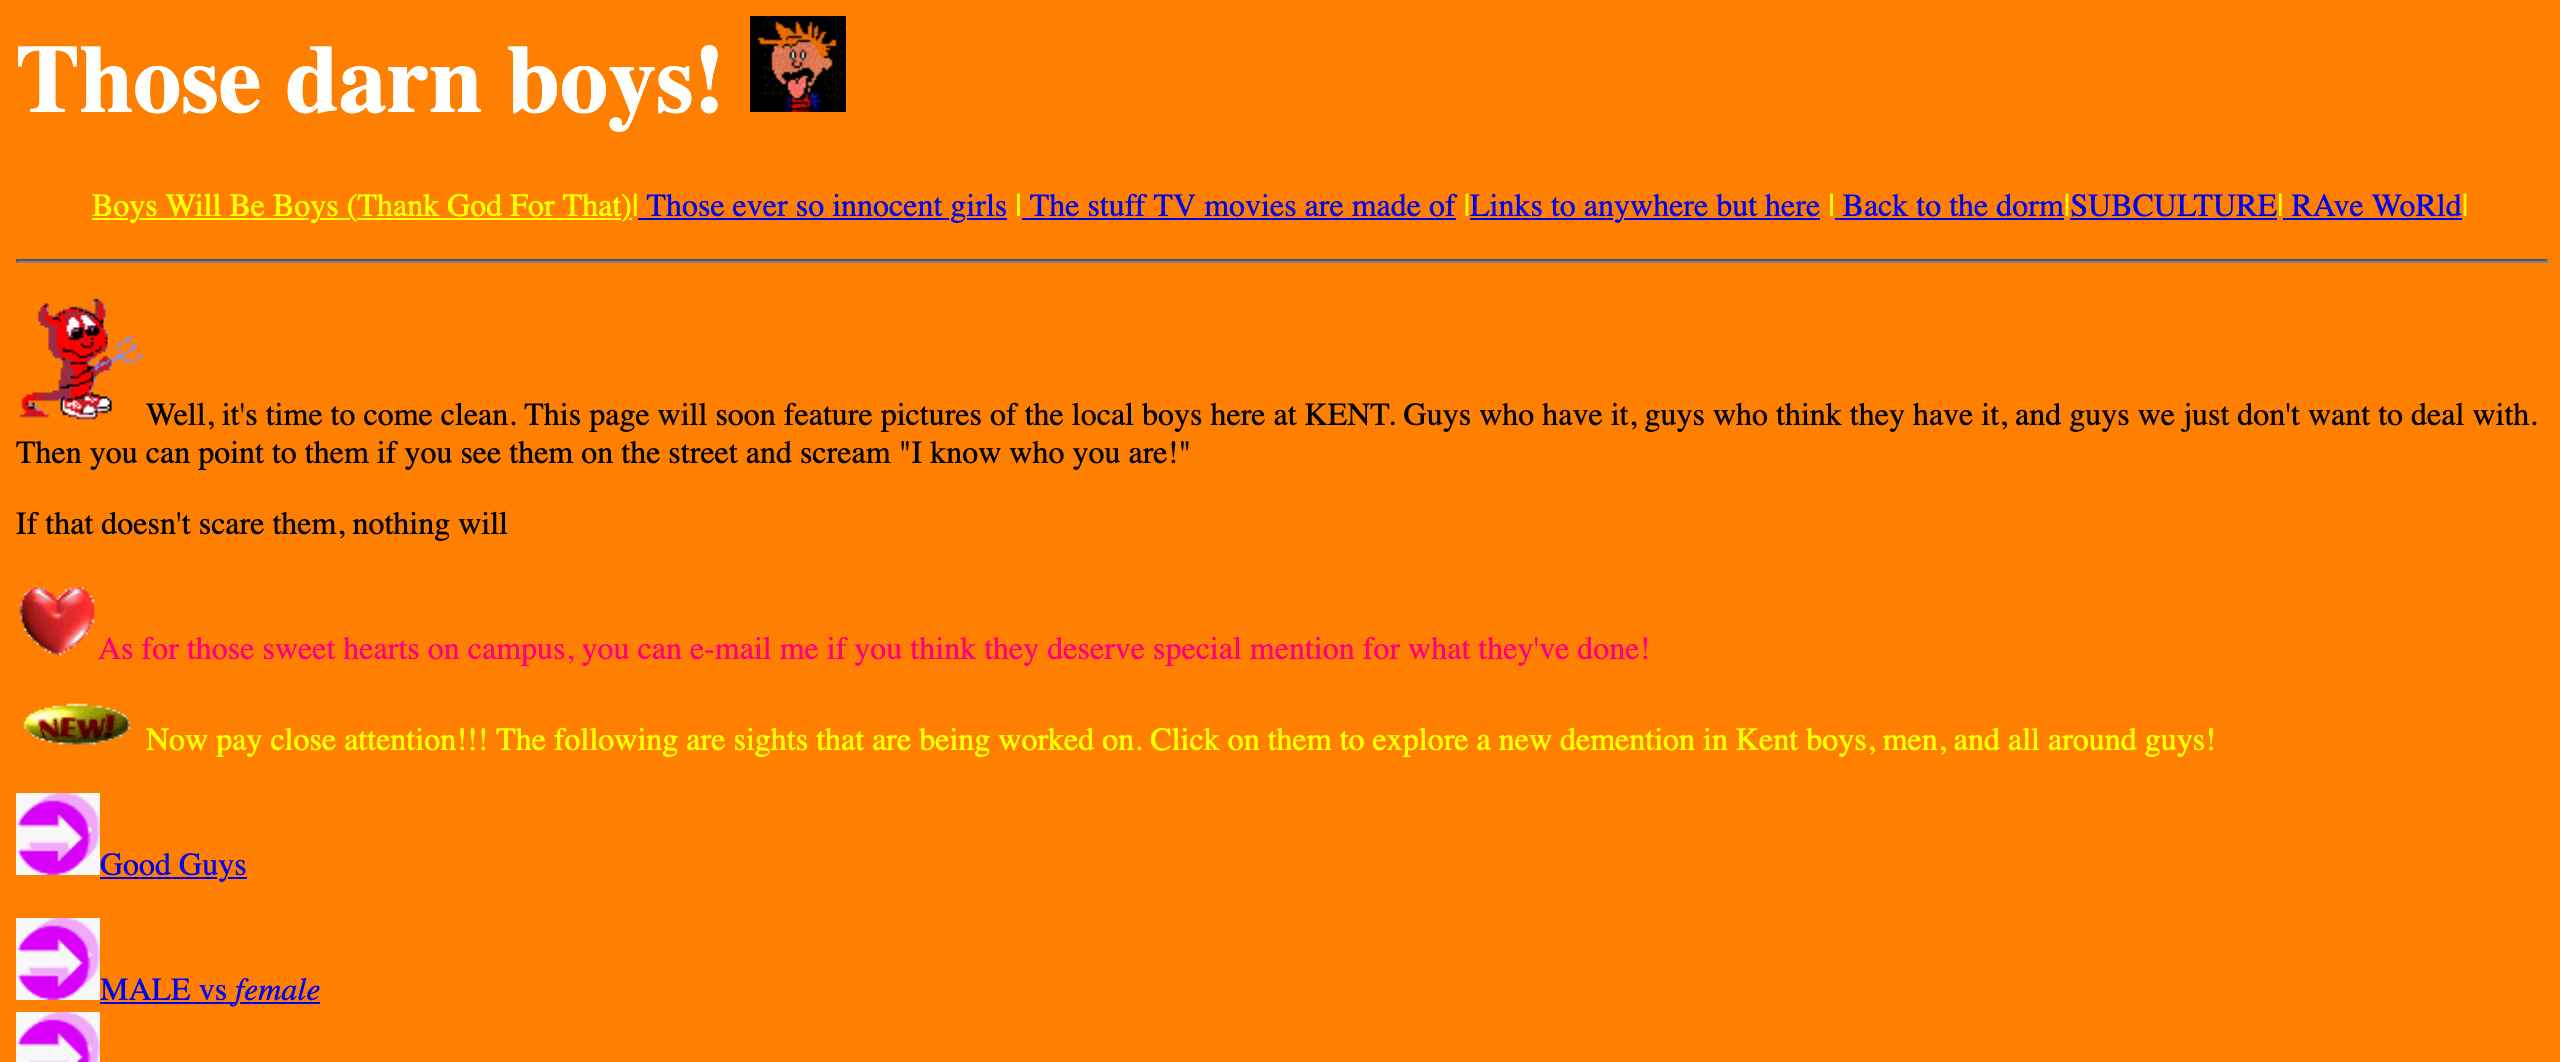 Those darn boys!
Boys Will Be Boys (Thank God For That)| Those ever so innocent girls | The stuff TV movies are made of |Links to anywhere but here | Back to the dorm|SUBCULTURE| RAve WoRld|
Well, it's time to come clean. This page will soon feature pictures of the local boys here at KENT. Guys who have it, guys who think they have it, and guys we just don't want to deal with.
Then you can point to them if you see them on the street and scream "I know who you are!"
If that doesn't scare them, nothing will
As for those sweet hearts on campus, you can e-mail me if you think they deserve special mention for what they've done!
NEW! Now pay close attention!!! The following are sights that are being worked on. Click on them to explore a new demention in Kent boys, men, and all around guys!
Good Guys
MALE vs female